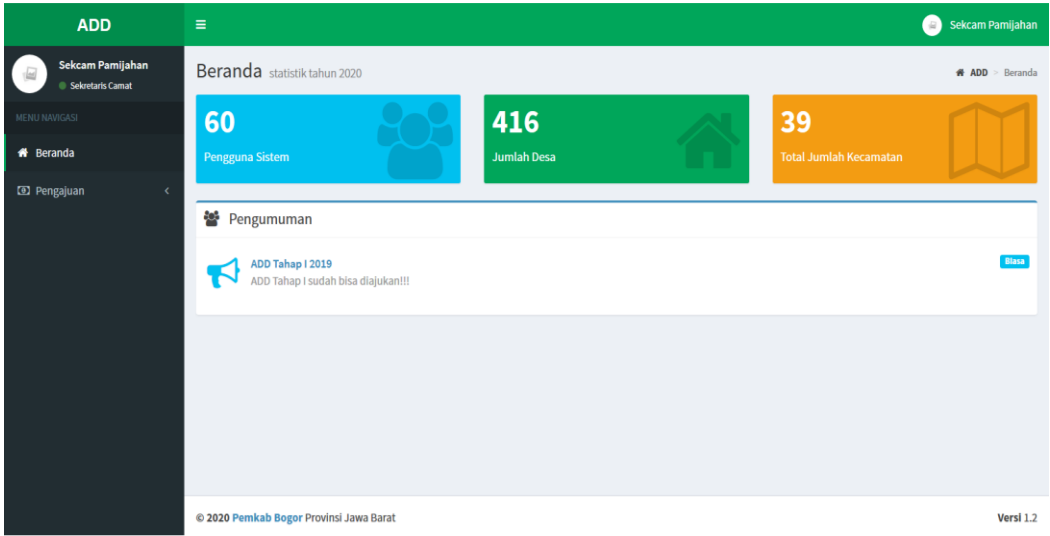 ADD
Sekcam Pamijahan
Sekcam Pamijahan
Sekretaris Camat
MENU NAVIGASI
Beranda
Pengajuan
Beranda statistik tahun 2020
ADD > Beranda
60
Pengguna Sistem
416
Jumlah Desa
39
Total Jumlah Kecamatan
Pengumuman
ADD Tahap I 2019
Biasa
ADD Tahap I sudah bisa diajukan!!!
© 2020 Pemkab Bogor Provinsi Jawa Barat
Versi 1.2